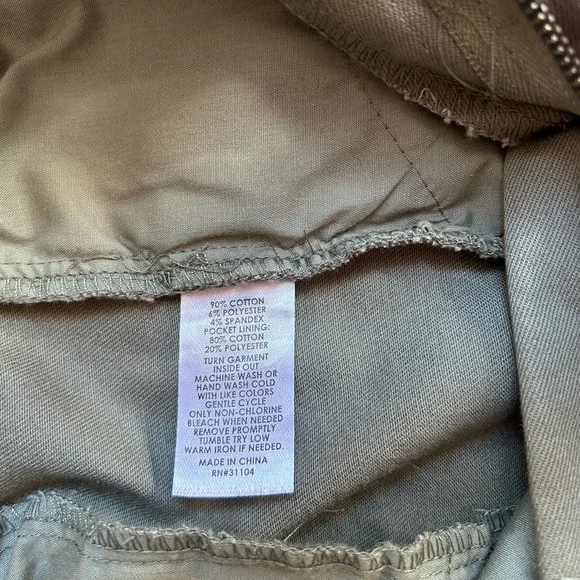 90% COTTON
6% POLYESTER
4% SPANDEX
POCKET LINING:
80% COTTON
20% POLYESTER
TURN GARMENT
INSIDE OUT
MACHINE WASH OR
HAND WASH COLD
WITH LIKE COLORS
GENTLE CYCLE
ONLY NON-CHLORINE
BLEACH WHEN NEEDED
REMOVE PROMPTLY
TUMBLE TRY LOW
WARM IRON IF NEEDED.
MADE IN CHINA
RN#31104